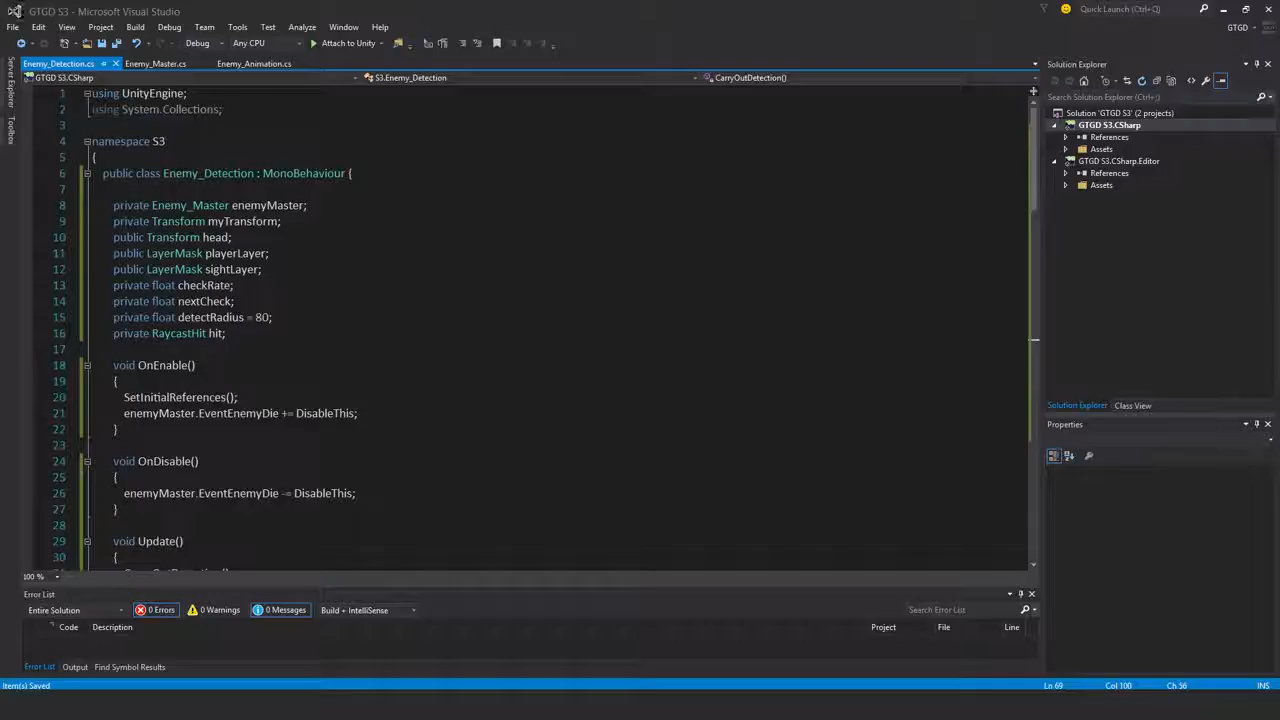 GTGD S3 - Microsoft Visual Studio
Quick Launch (Ctrl+Q)
File Edit View Project Build Debug Team Tools Test Analyze Window Help
GTGD
Debug Any CPU Attach to Unity
Server Explorer
Toolbox
Enemy_Detection.cs Enemy_Master.cs Enemy_Animation.cs
GTGD S3.CSharp S3.Enemy_Detection CarryOutDetection()
1 using UnityEngine;
2 using System.Collections;
3
4 namespace S3
5 {
6 public class Enemy_Detection : MonoBehaviour {
7
8 private Enemy_Master enemyMaster;
9 private Transform myTransform;
10 public Transform head;
11 public LayerMask playerLayer;
12 public LayerMask sightLayer;
13 private float checkRate;
14 private float nextCheck;
15 private float detectRadius = 80;
16 private RaycastHit hit;
17
18 void OnEnable()
19 {
20 SetInitialReferences();
21 enemyMaster.EventEnemyDie += DisableThis;
22 }
23
24 void OnDisable()
25 {
26 enemyMaster.EventEnemyDie -= DisableThis;
27 }
28
29 void Update()
30 {
100 %
Solution Explorer
Search Solution Explorer (Ctrl+;)
Solution 'GTGD S3' (2 projects)
GTGD S3.CSharp
References
Assets
GTGD S3.CSharp.Editor
References
Assets
Solution Explorer Class View
Properties
Error List
Entire Solution 0 Errors 0 Warnings 0 Messages Build + IntelliSense Search Error List
Code Description Project File Line
Error List Output Find Symbol Results
Item(s) Saved Ln 69 Col 100 Ch 56 INS